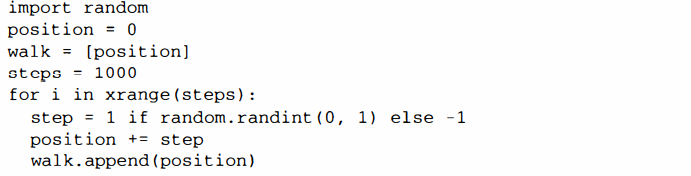 import random
position = 0
walk = [position]
steps = 1000
for i in xrange(steps):
  step = 1 if random.randint(0, 1) else -1
  position += step
  walk.append(position)